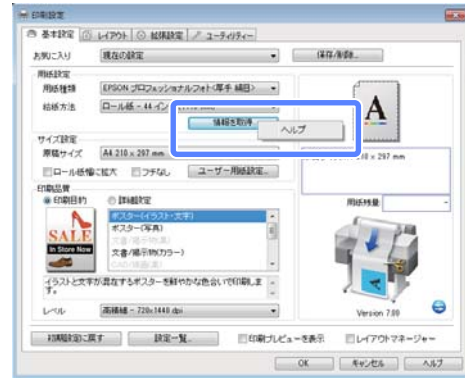 印刷設定
基本設定 レイアウト 拡張設定 ユーティリティー
お気に入り 現在の設定 保存/削除...
用紙設定
用紙種類 EPSON プロフェッショナルフォト(厚手 絹目)
給紙方法 ロール紙 - 44 イン
情報を取得 ヘルプ
サイズ設定
原稿サイズ A4 210 x 297 mm
ロール紙幅に拡大 フチなし ユーザー用紙設定...
210 x 297 mm
印刷品質
印刷目的 詳細設定
用紙残量: -
ポスター(イラスト・文字)
ポスター(写真)
文書/掲示物(黒)
文書/掲示物(カラー)
SALE
In Store Now
イラストと文字が混在するポスターを鮮やかな色合いで印刷します。
レベル 高精細 - 720x1440 dpi
Version 7.00
初期設定に戻す 設定一覧... 印刷プレビューを表示 レイアウトマネージャー
OK キャンセル ヘルプ